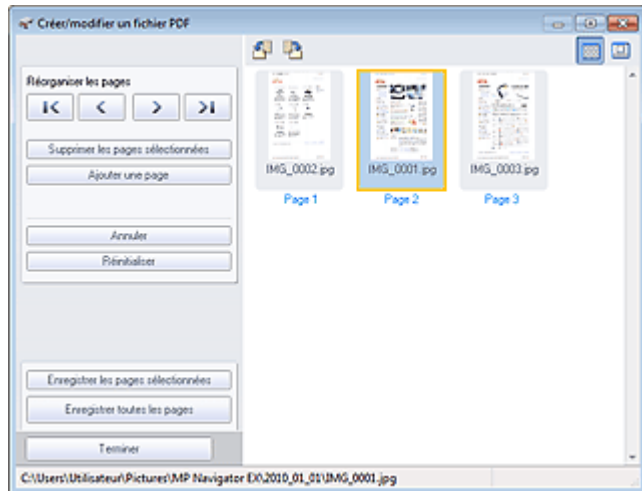 Créer/modifier un fichier PDF
Réorganiser les pages
Supprimer les pages sélectionnées
Ajouter une page
Annuler
Réinitialiser
Enregistrer les pages sélectionnées
Enregistrer toutes les pages
Terminer
IMG_0002.jpg IMG_0001.jpg IMG_0003.jpg
Page 1 Page 2 Page 3
C:\Users\Utilisateur\Pictures\MP Navigator EX\2010_01_01\IMG_0001.jpg